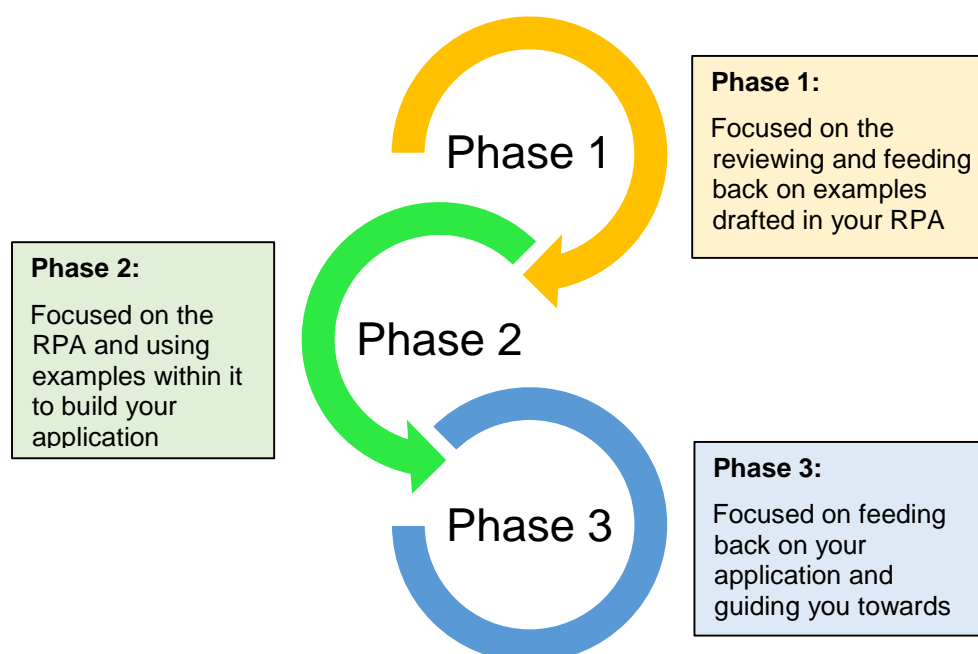 Phase 1
Phase 1:
Focused on the
reviewing and feeding
back on examples
drafted in your RPA
Phase 2:
Focused on the
RPA and using
examples within it
to build your
application
Phase 2
Phase 3
Phase 3:
Focused on feeding
back on your
application and
guiding you towards